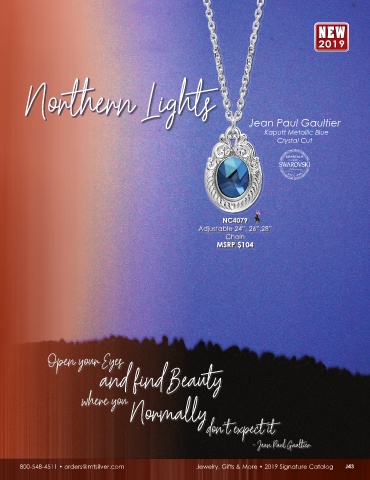 NEW
2019
Northern Lights
Jean Paul Gaultier
Kaputt Metallic Blue
Crystal Cut
SWAROVSKI
NC4079
Adjustable 24", 26", 28"
Chain
MSRP $104
Open your Eyes
and find Beauty
where you
Normally
don't expect it
- Jean Paul Gaultier
800-548-4511 • orders@mtsilver.com Jewelry, Gifts & More • 2019 Signature Catalog J43